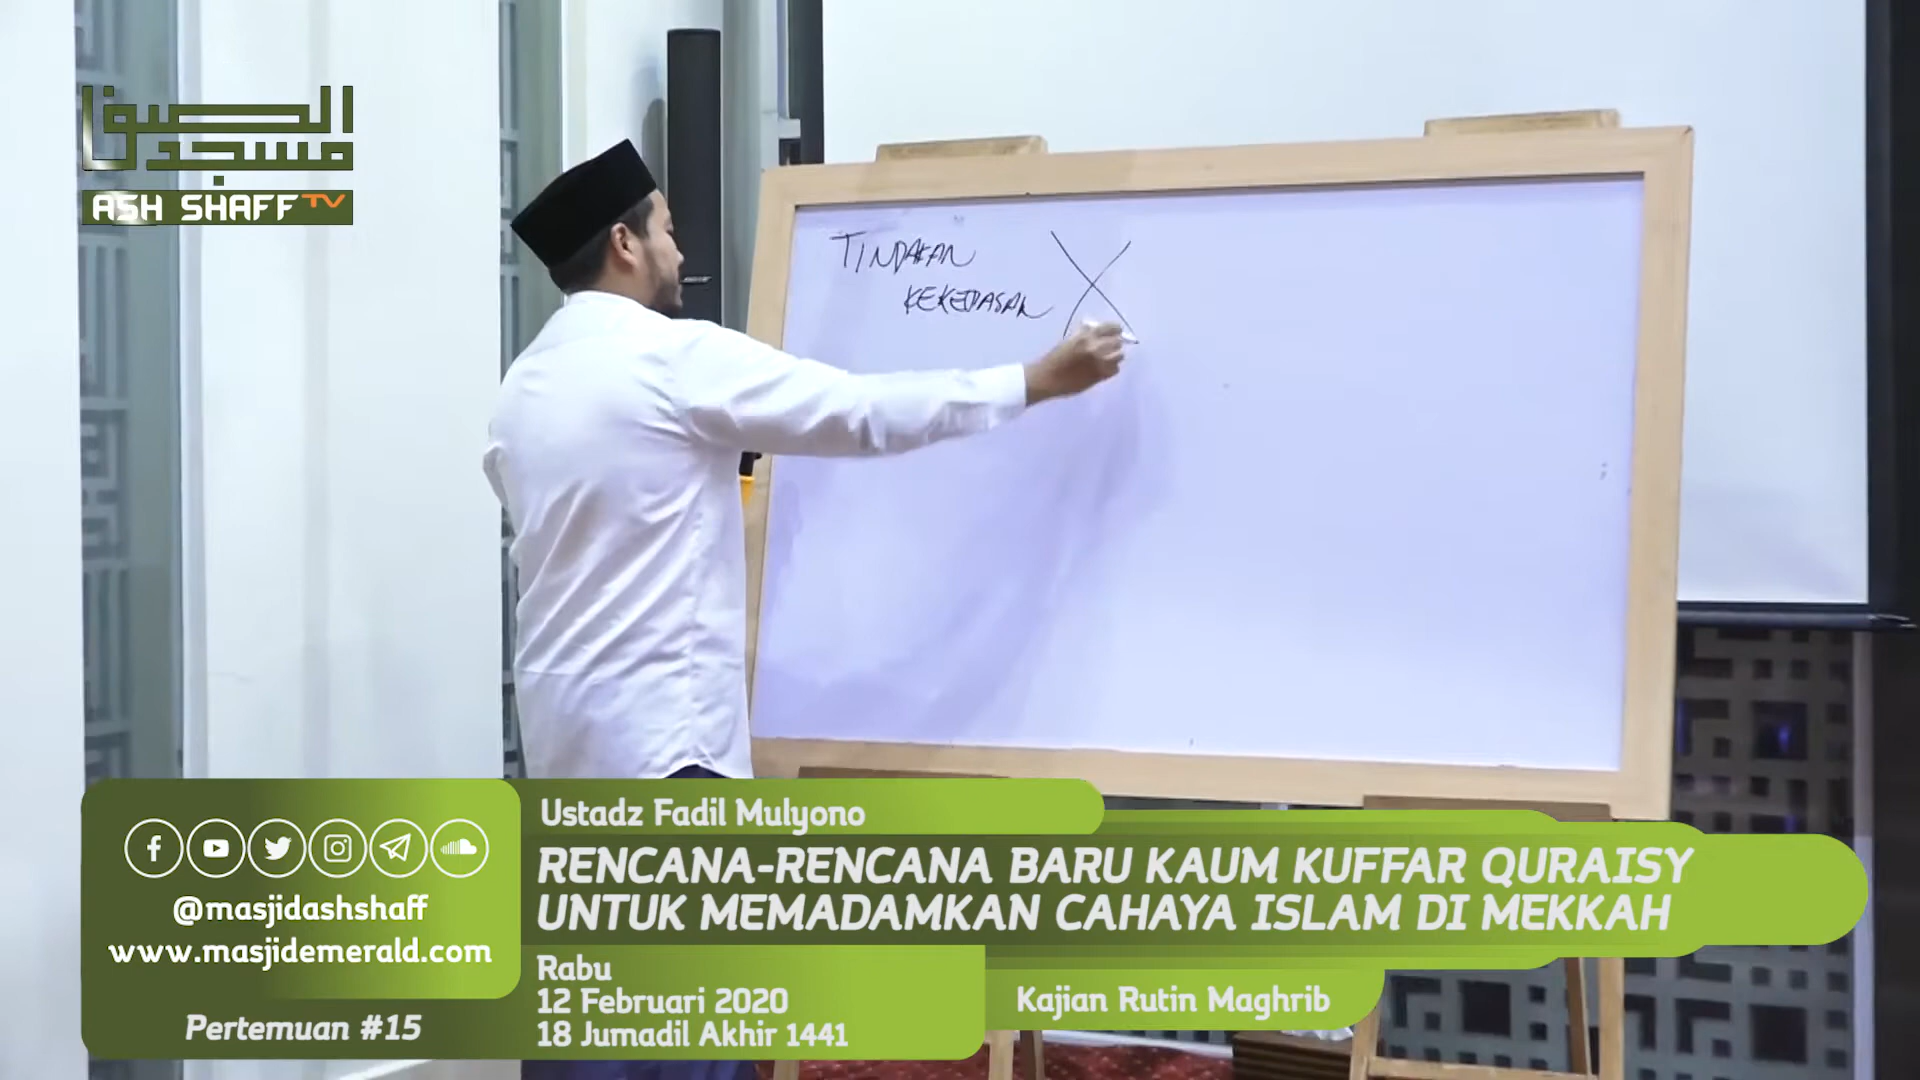 الصفا
مسجد
ASH SHAFF TV
TINDAKAN
KEKERASAN
Ustadz Fadil Mulyono
RENCANA-RENCANA BARU KAUM KUFFAR QURAISY
UNTUK MEMADAMKAN CAHAYA ISLAM DI MEKKAH
@masjidashshaff
www.masjidemerald.com
Pertemuan #15
Rabu
12 Februari 2020
18 Jumadil Akhir 1441
Kajian Rutin Maghrib